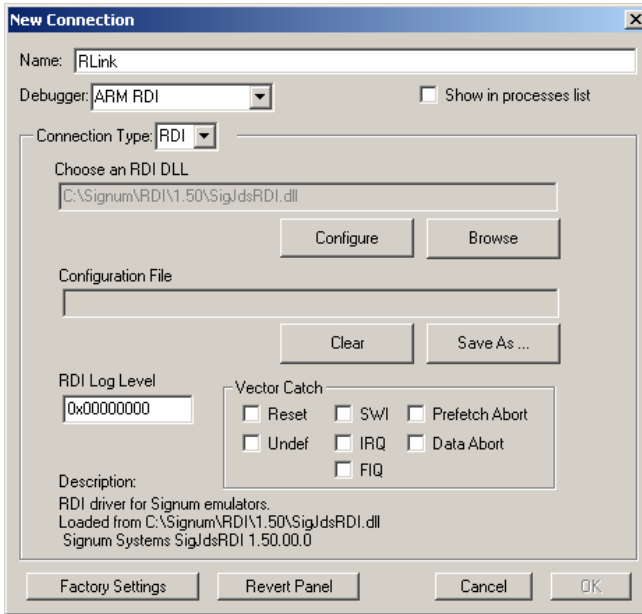 New Connection
Name: RLink
Debugger: ARM RDI Show in processes list
Connection Type: RDI
Choose an RDI DLL
C:\Signum\RDI\1.50\SigJdsRDI.dll
Configure Browse
Configuration File
Clear Save As ...
RDI Log Level Vector Catch
0x00000000 Reset SWI Prefetch Abort
Undef IRQ Data Abort
FIQ
Description:
RDI driver for Signum emulators.
Loaded from C:\Signum\RDI\1.50\SigJdsRDI.dll
Signum Systems SigJdsRDI 1.50.00.0
Factory Settings Revert Panel Cancel OK